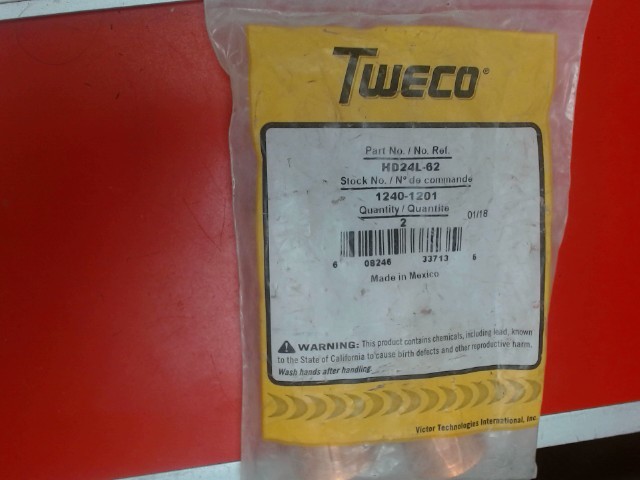 TWECO®
Part No. / No. Ref.
HD24L-62
Stock No. / Nº de commande
1240-1201
Quantity / Quantite
2
01/18
6 08246 33713 6
Made in Mexico
WARNING: This product contains chemicals, including lead, known
to the State of California to cause birth defects and other reproductive harm.
Wash hands after handling.
Victor Technologies International, Inc.